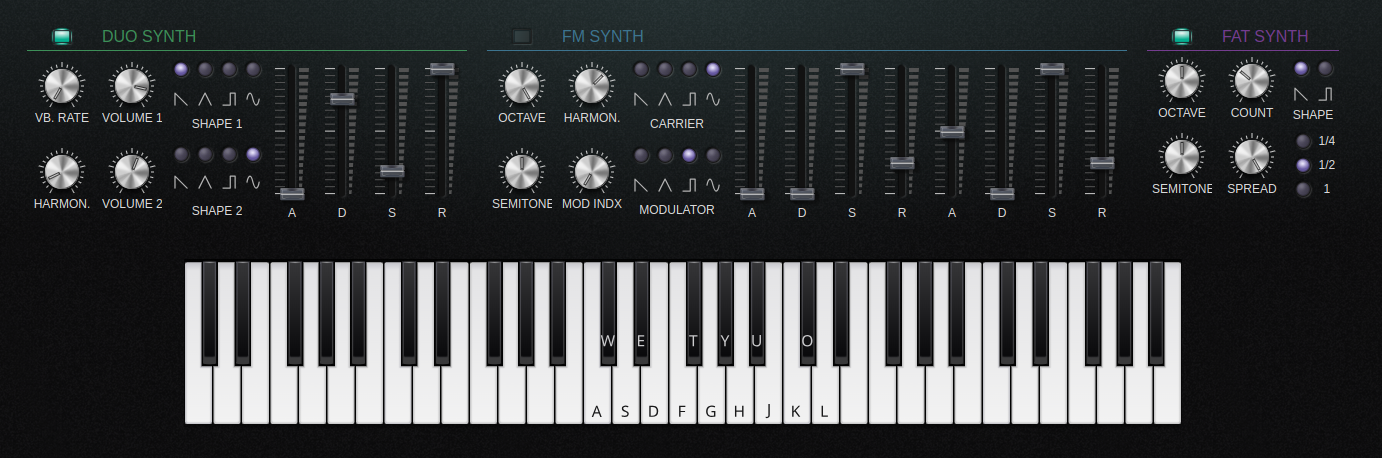 DUO SYNTH
VB. RATE
VOLUME 1
SHAPE 1
HARMON.
VOLUME 2
SHAPE 2
A D S R
FM SYNTH
OCTAVE
HARMON.
CARRIER
SEMITONE
MOD INDX
MODULATOR
A D S R A D S R
FAT SYNTH
OCTAVE
COUNT
SHAPE
SEMITONE
SPREAD
1/4
1/2
1
W E T Y U O
A S D F G H J K L